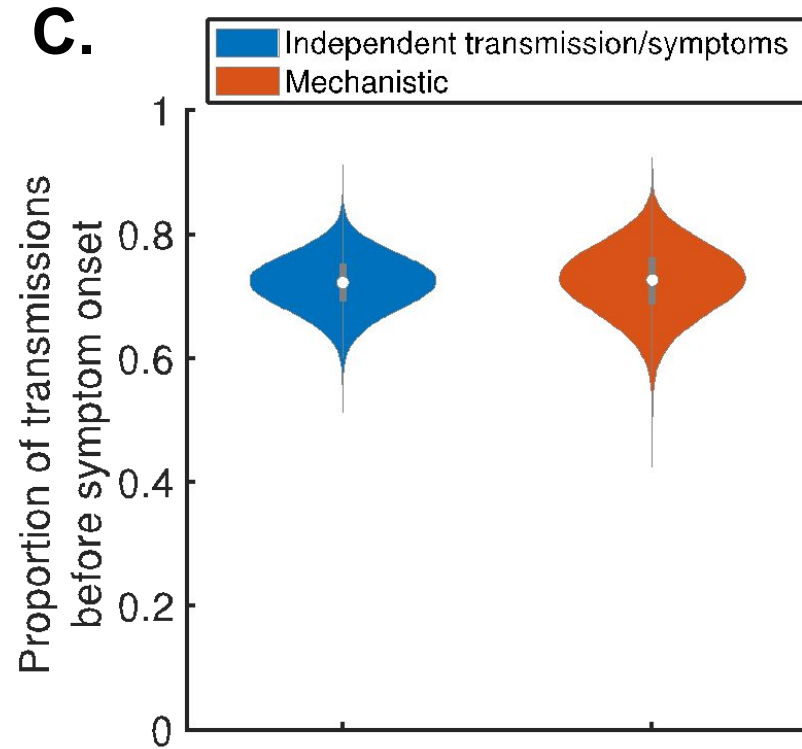 C.
Independent transmission/symptoms
Mechanistic
Proportion of transmissions
before symptom onset
1
0.8
0.6
0.4
0.2
0